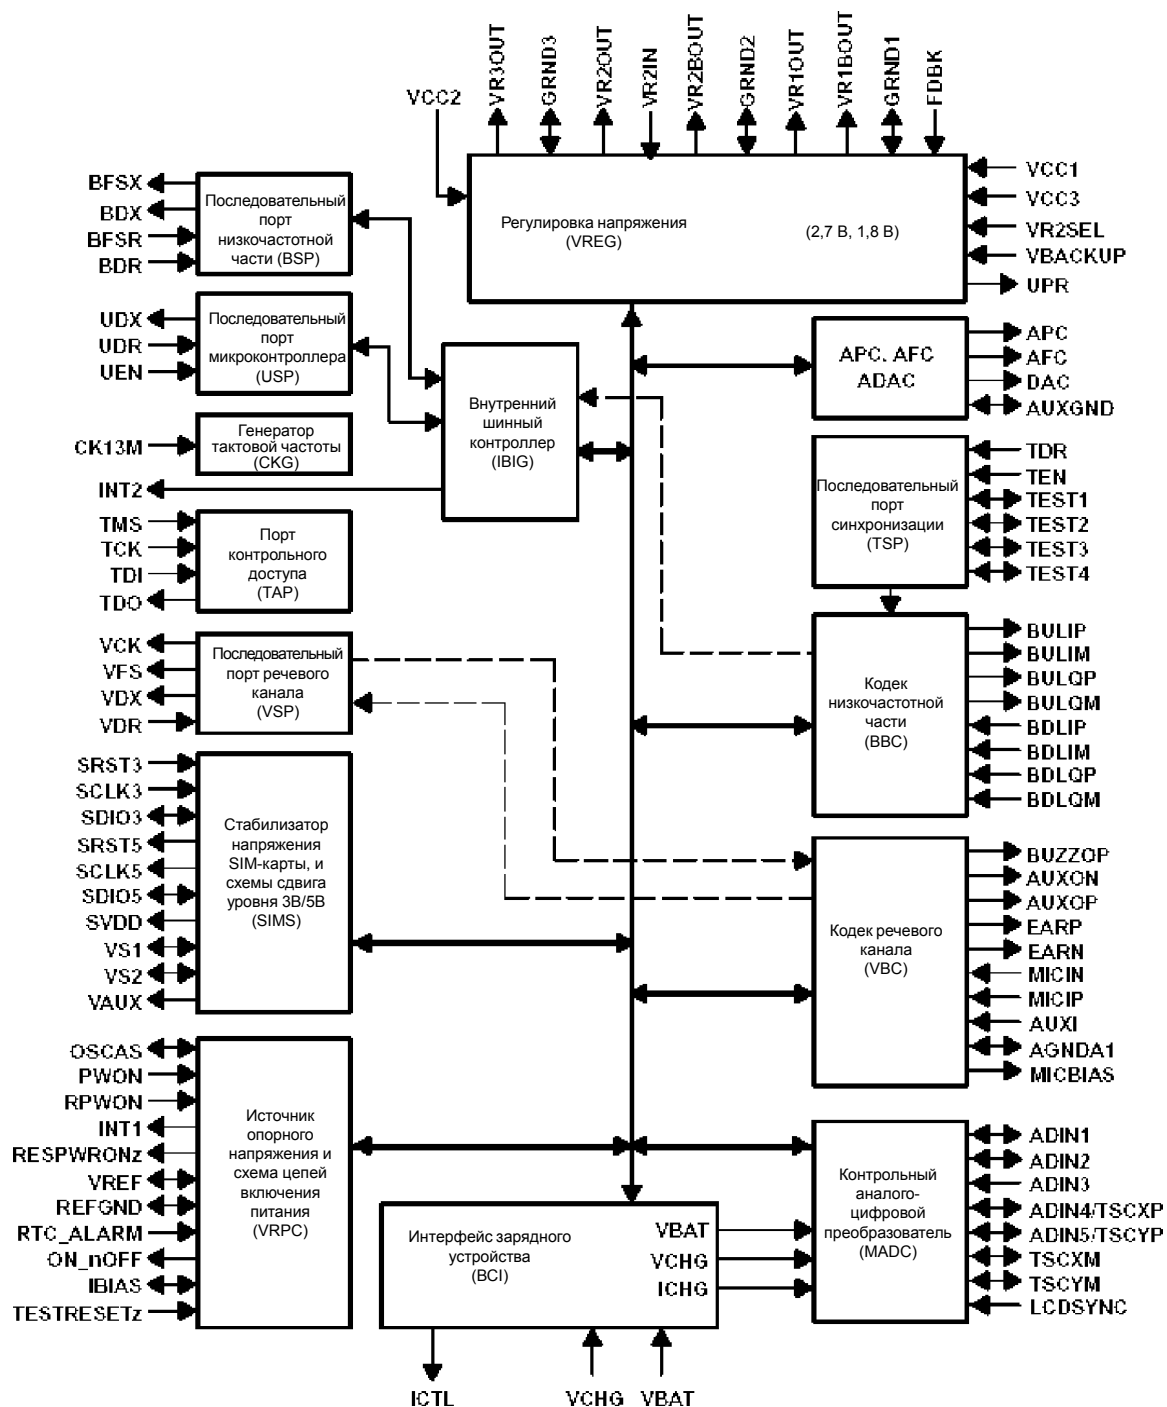 VR3OUT
GRND3
VR2OUT
VR2IN
VR2BOUT
GRND2
VR1OUT
VR1BOUT
GRND1
FDBK
VCC2
Регулировка напряжения
(VREG)
(2,7 В, 1,8 В)
VCC1
VCC3
VR2SEL
VBACKUP
UPR
BFSX
BDX
BFSR
BDR
Последовательный
порт
низкочастотной
части (BSP)
UDX
UDR
UEN
Последовательный
порт
микроконтроллера
(USP)
CK13M
Генератор
тактовой частоты
(CKG)
INT2
Внутренний
шинный
контроллер
(IBIG)
APC, AFC
ADAC
APC
AFC
DAC
AUXGND
TMS
TCK
TDI
TDO
Порт
контрольного
доступа
(TAP)
Последовательный
порт
синхронизации
(TSP)
TDR
TEN
TEST1
TEST2
TEST3
TEST4
VCK
VFS
VDX
VDR
Последовательный
порт речевого
канала
(VSP)
Кодек
низкочастотной
части
(BBC)
BULIP
BULIM
BULQP
BULQM
BDLIP
BDLIM
BDLQP
BDLQM
SRST3
SCLK3
SDIO3
SRST5
SCLK5
SDIO5
SVDD
VS1
VS2
VAUX
Стабилизатор
напряжения
SIM-карты, и
схемы сдвига
уровня 3В/5В
(SIMS)
Кодек речевого
канала
(VBC)
BUZZOP
AUXON
AUXOP
EARP
EARN
MICIN
MICIP
AUXI
AGNDA1
MICBIAS
OSCAS
PWON
RPWON
INT1
RESPWRONz
VREF
REFGND
RTC_ALARM
ON_nOFF
IBIAS
TESTRESETz
Источник
опорного
напряжения и
схема цепей
включения
питания
(VRPC)
Интерфейс зарядного
устройства
(BCI)
VBAT
VCHG
ICHG
Контрольный
аналого-
цифровой
преобразователь
(MADC)
ADIN1
ADIN2
ADIN3
ADIN4/TSCXP
ADIN5/TSCYP
TSCXM
TSCYM
LCDSYNC
ICTL
VCHG
VBAT